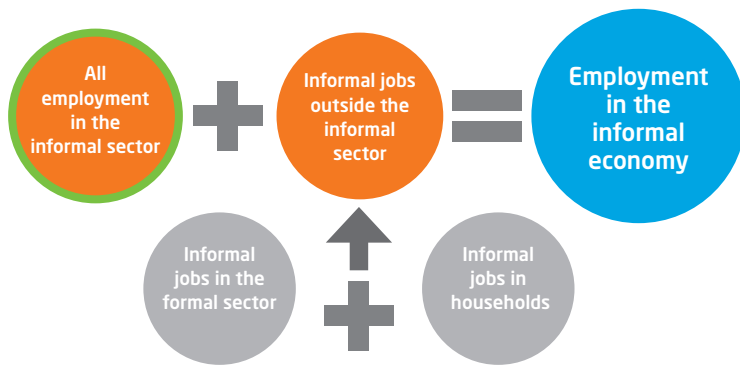 All
employment
in the
informal sector
Informal jobs
outside the
informal
sector
Employment
in the
informal
economy
Informal
jobs in the
formal sector
Informal
jobs in
households